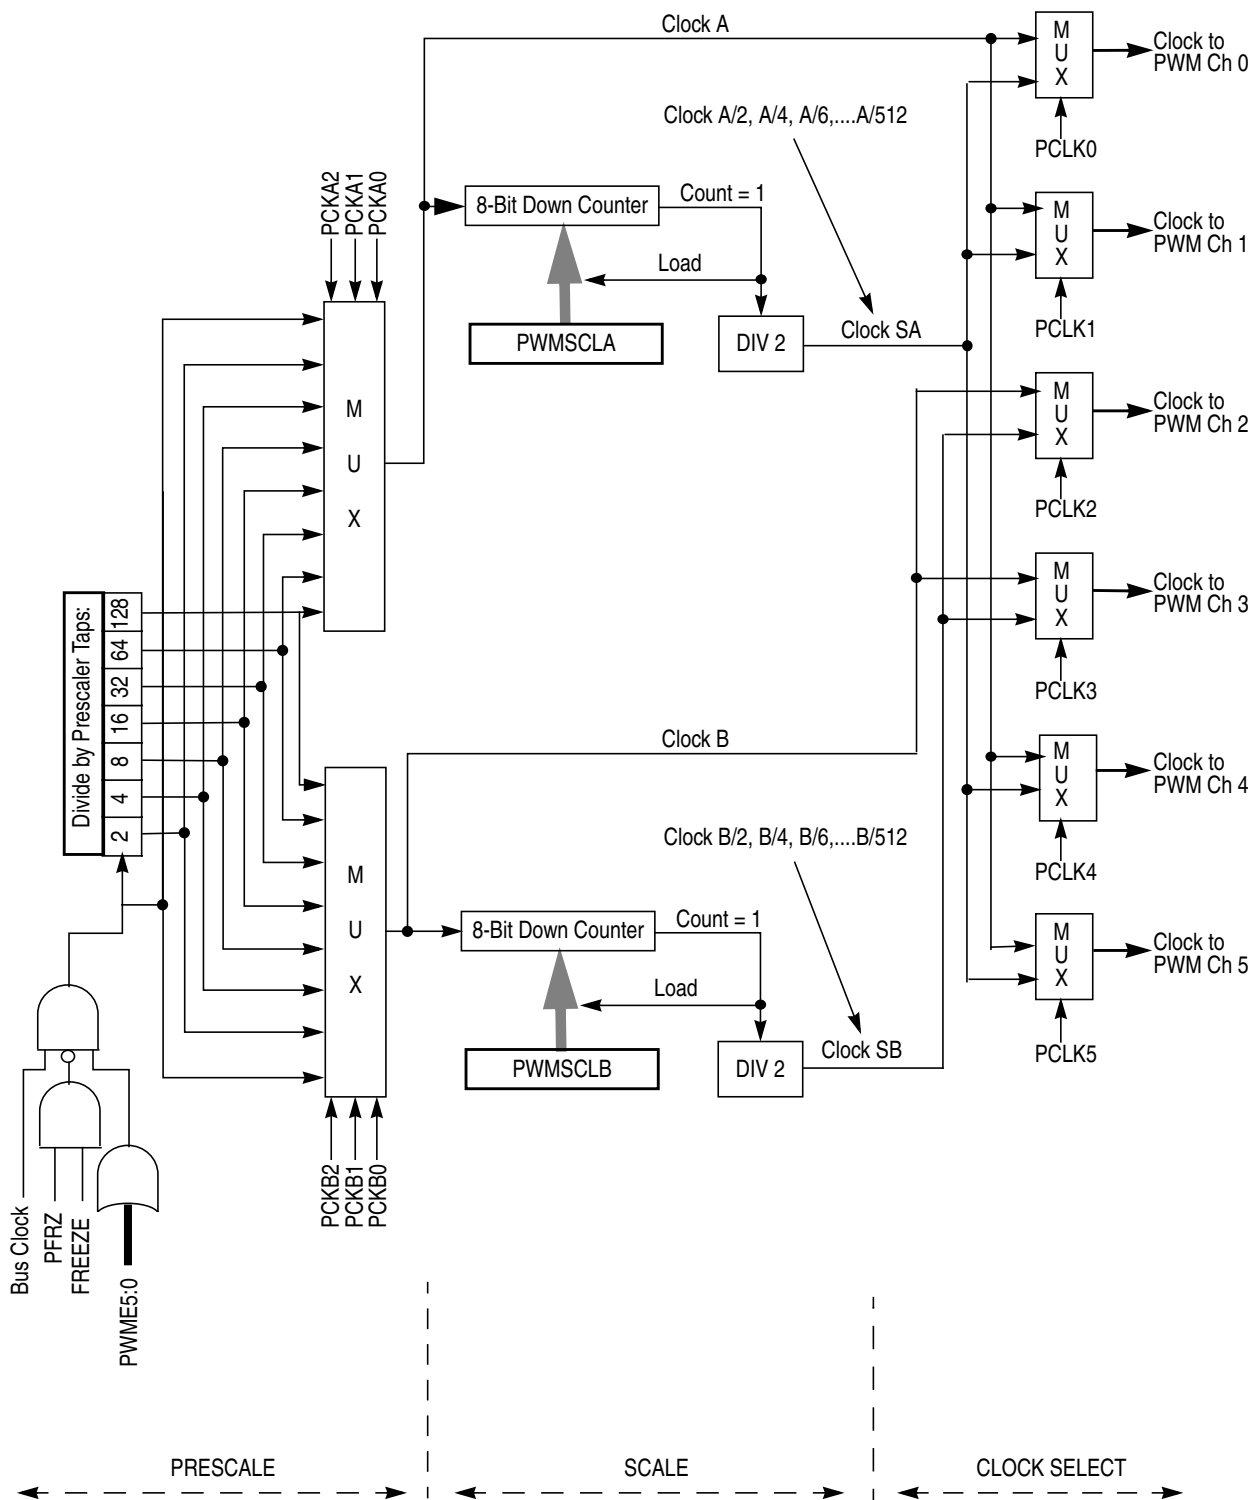 Clock A
M
U
X
Clock to
PWM Ch 0
PCLK0
Clock A/2, A/4, A/6,....A/512
PCKA2
PCKA1
PCKA0
8-Bit Down Counter
Count = 1
Load
PWMSCLA
DIV 2
Clock SA
M
U
X
Clock to
PWM Ch 1
PCLK1
M
U
X
M
U
X
Clock to
PWM Ch 2
PCLK2
M
U
X
Clock to
PWM Ch 3
PCLK3
Divide by Prescaler Taps:
128
64
32
16
8
4
2
Clock B
M
U
X
Clock to
PWM Ch 4
PCLK4
Clock B/2, B/4, B/6,....B/512
M
U
X
8-Bit Down Counter
Count = 1
Load
PWMSCLB
DIV 2
Clock SB
M
U
X
Clock to
PWM Ch 5
PCLK5
PCKB2
PCKB1
PCKB0
Bus Clock
PFRZ
FREEZE
PWME5:0
PRESCALE
SCALE
CLOCK SELECT